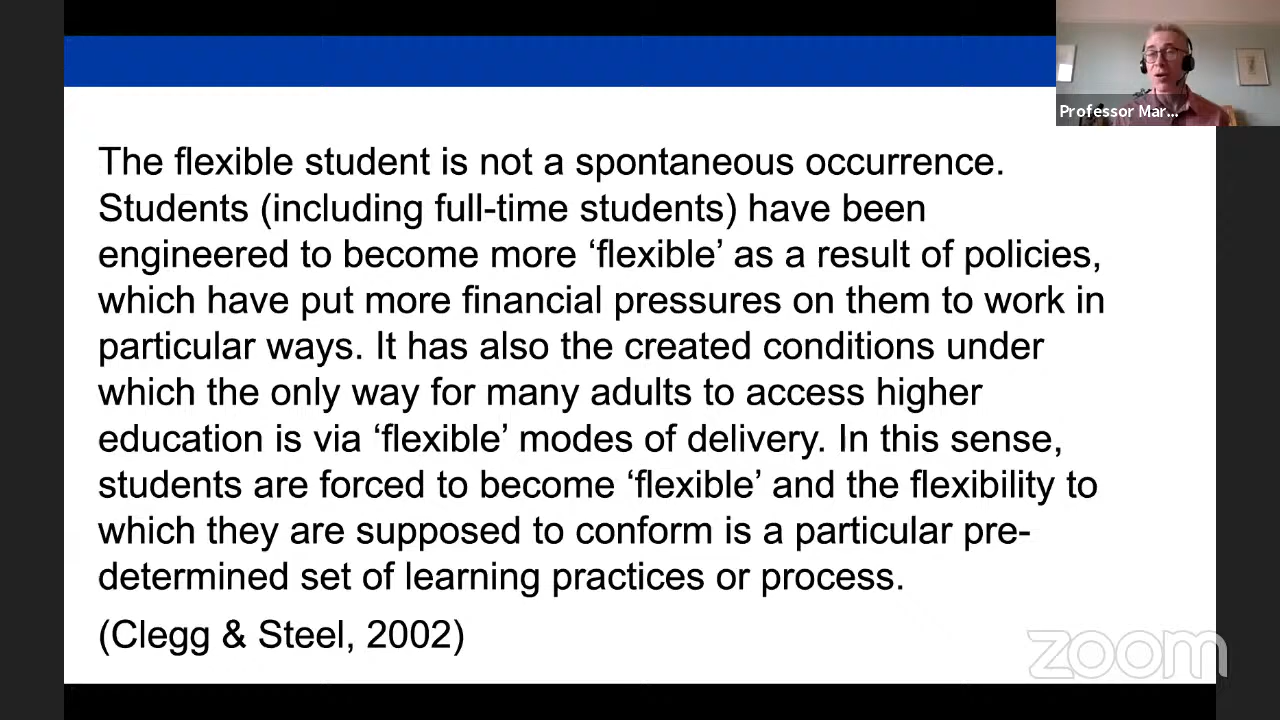 Professor Mar...
The flexible student is not a spontaneous occurrence.
Students (including full-time students) have been
engineered to become more ‘flexible’ as a result of policies,
which have put more financial pressures on them to work in
particular ways. It has also the created conditions under
which the only way for many adults to access higher
education is via ‘flexible’ modes of delivery. In this sense,
students are forced to become ‘flexible’ and the flexibility to
which they are supposed to conform is a particular pre-
determined set of learning practices or process.
(Clegg & Steel, 2002)
zoom